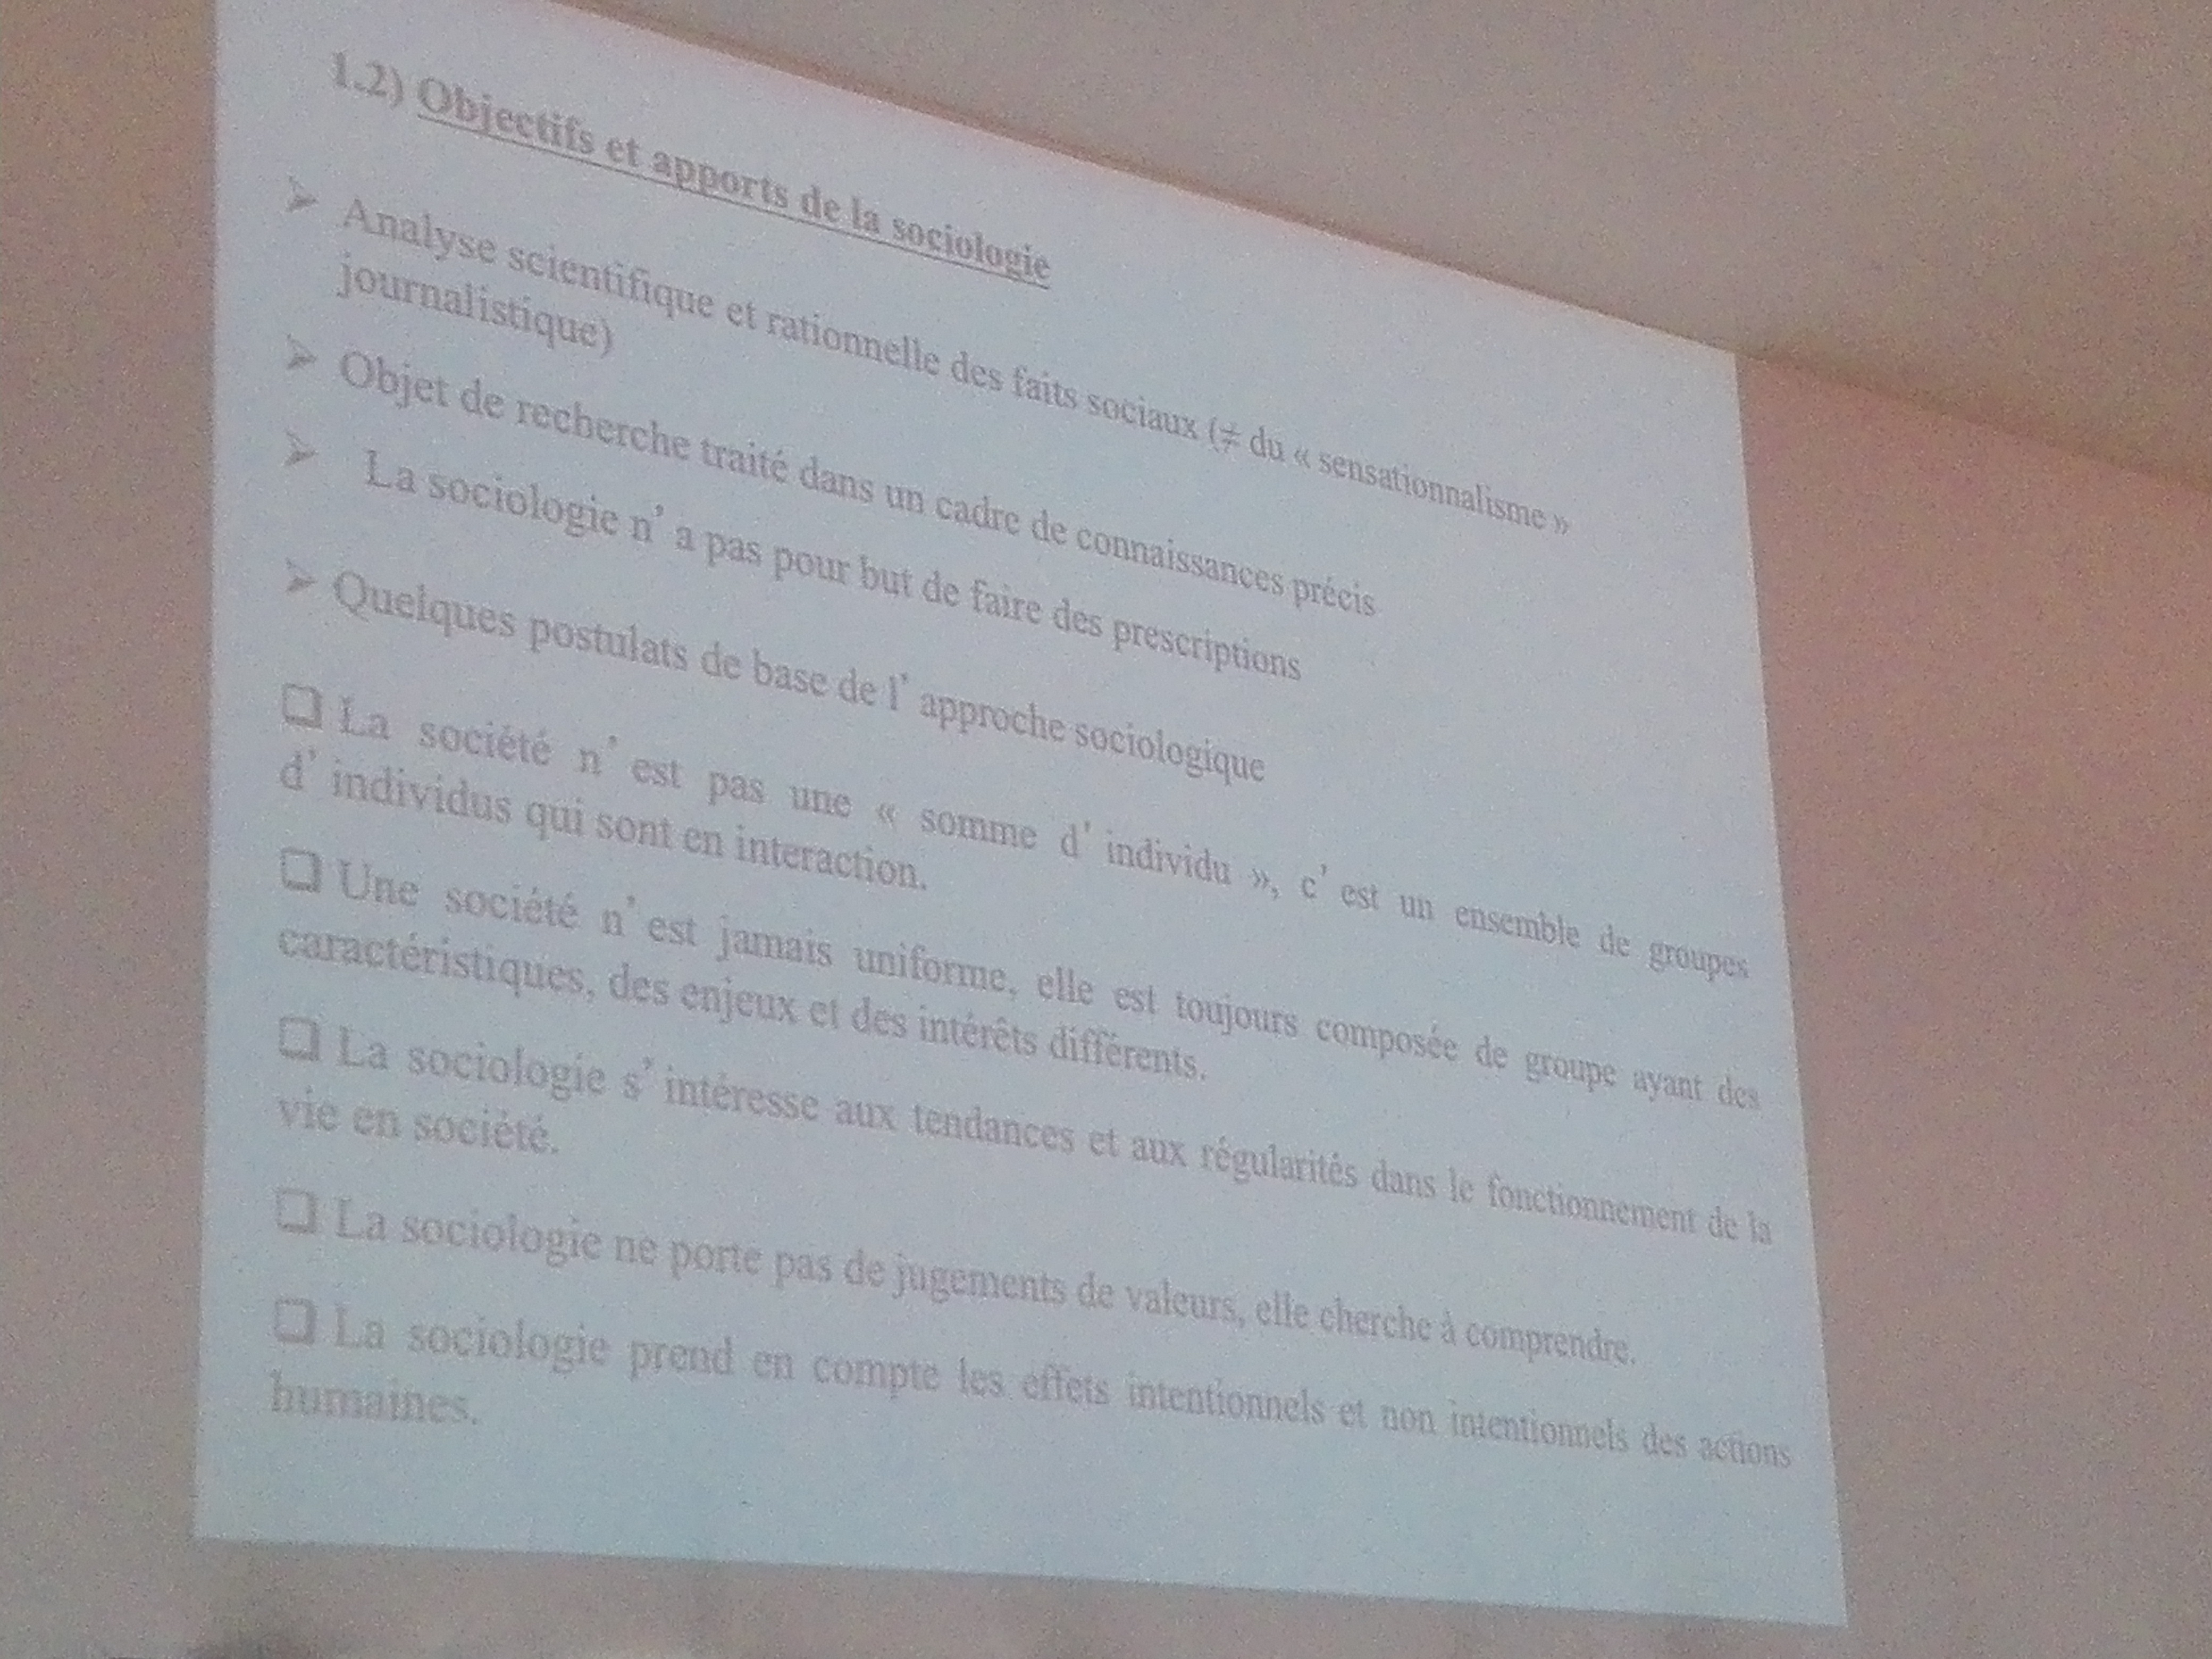 1.2) Objectifs et apports de la sociologie
➢ Analyse scientifique et rationnelle des faits sociaux (≠ du « sensationnalisme »
journalistique)
➢ Objet de recherche traité dans un cadre de connaissances précis
➢ La sociologie n’a pas pour but de faire des prescriptions
➢ Quelques postulats de base de l’approche sociologique
❑ La société n’est pas une « somme d’individu », c’est un ensemble de groupes
d’individus qui sont en interaction.
❑ Une société n’est jamais uniforme, elle est toujours composée de groupe ayant des
caractéristiques, des enjeux et des intérêts différents.
❑ La sociologie s’intéresse aux tendances et aux régularités dans le fonctionnement de la
vie en société.
❑ La sociologie ne porte pas de jugements de valeurs, elle cherche à comprendre.
❑ La sociologie prend en compte les effets intentionnels et non intentionnels des actions
humaines.